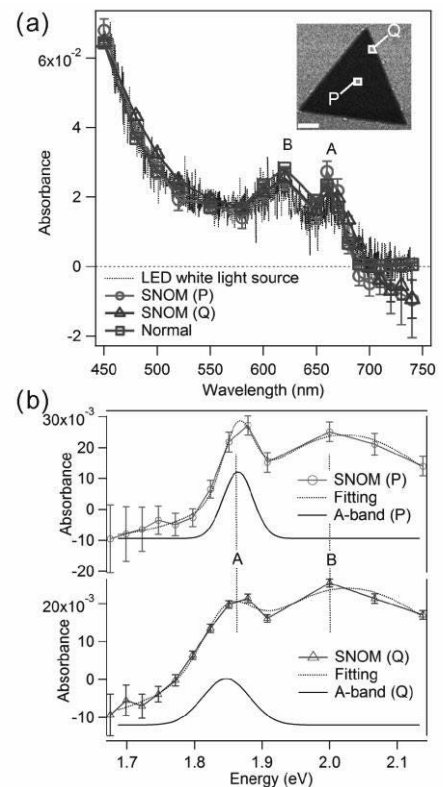 (a)
Q
P
6x10⁻²
4
2
0
-2
Absorbance
B
A
LED white light source
SNOM (P)
SNOM (Q)
Normal
450 500 550 600 650 700 750
Wavelength (nm)
(b)
30x10⁻³
20
10
0
-10
-20
Absorbance
SNOM (P)
Fitting
A-band (P)
A
B
20x10⁻³
10
0
-10
Absorbance
SNOM (Q)
Fitting
A-band (Q)
1.7 1.8 1.9 2.0 2.1
Energy (eV)